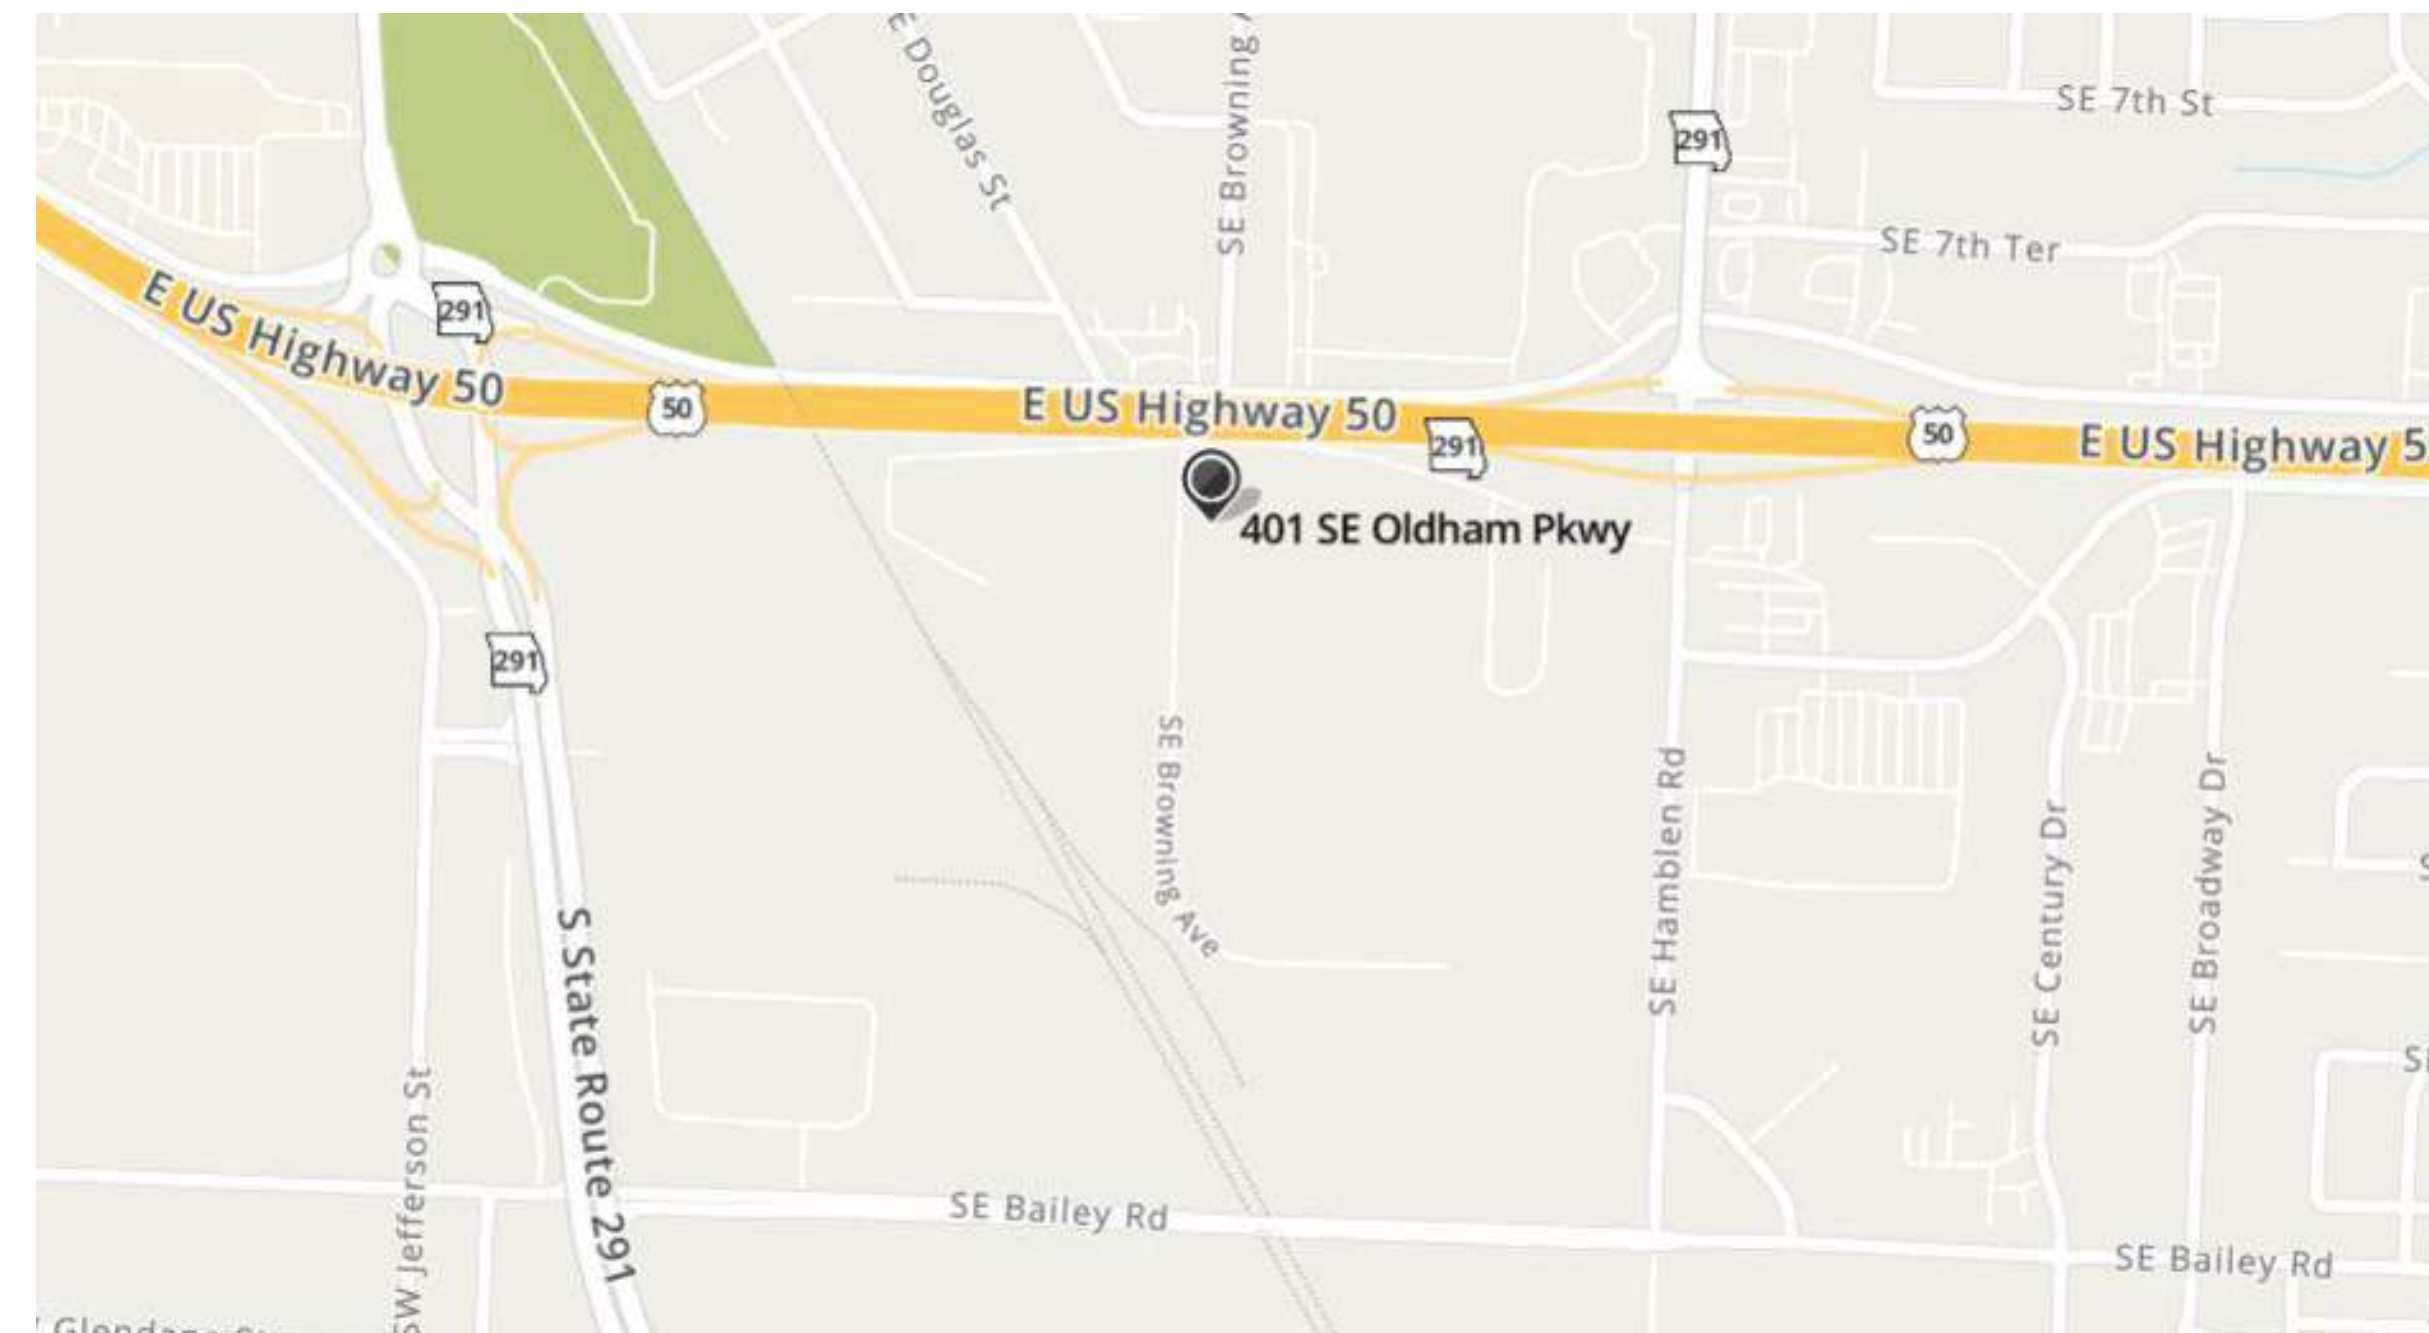 E Douglas St
SE Browning
291
SE 7th St
SE 7th Ter
E US Highway 50
291
50
E US Highway 50
291
50
E US Highway 5
401 SE Oldham Pkwy
291
SE Browning Ave
SE Hamblen Rd
SE Century Dr
SE Broadway Dr
S State Route 291
SW Jefferson St
SE Bailey Rd
SE Bailey Rd